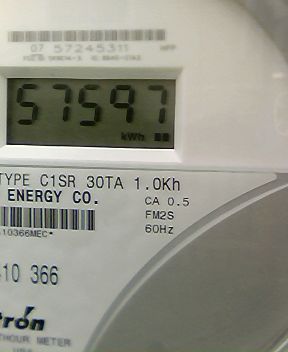 07 57245311
57597
kWh
TYPE C1SR 30TA 1.0Kh
ENERGY CO.
CA 0.5
FM2S
60Hz
10366MEC*
10 366
tron
THOUR METER